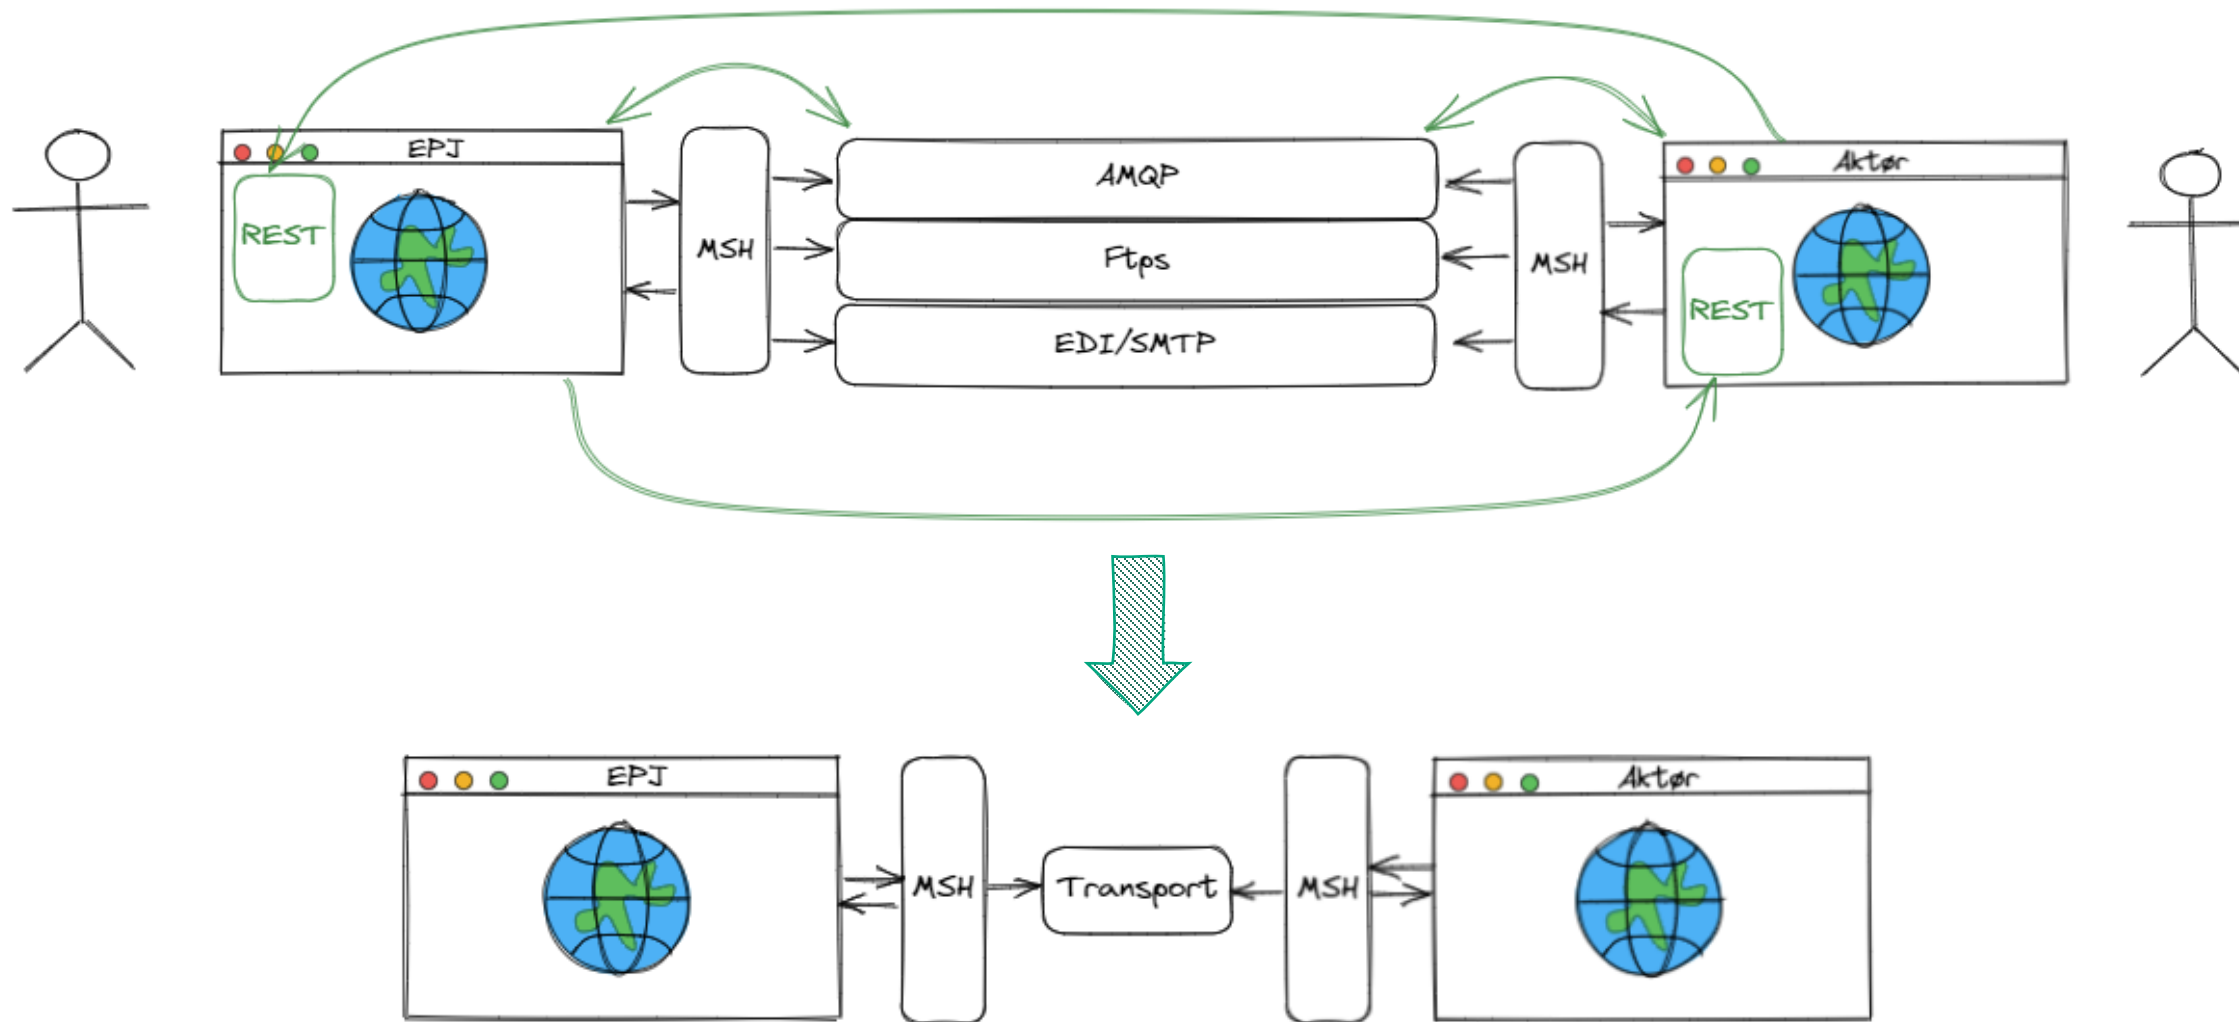 EPJ
Aktør
REST
MSH
AMQP
Ftps
EDI/SMTP
MSH
REST
EPJ
Aktør
MSH
Transport
MSH